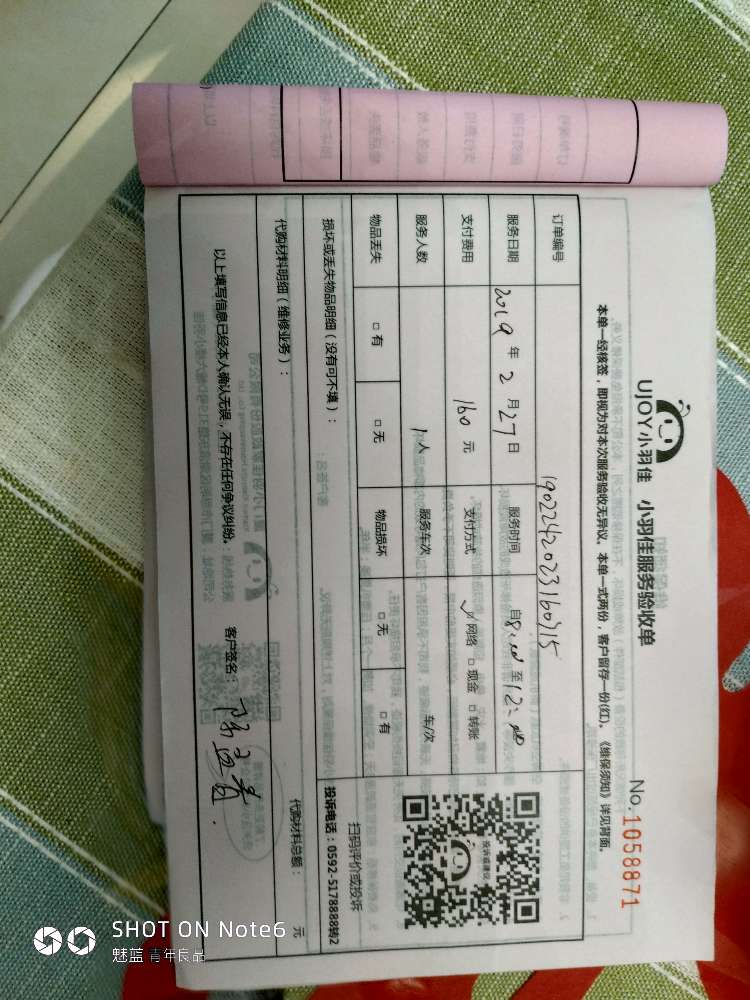 UJOY小羽佳 小羽佳服务验收单
No.1058871
本单一经核签，即视为对本次服务验收无异议。本单一式两份，客户留存一份(红)。《维保须知》详见背面。
订单编号 190224202316０415
服务日期 2019 年 2 月 27 日 服务时间 自 8:00 至 12:00
支付费用 160 元 支付方式 ☑网络 □现金 □转账
服务人数 1 人 服务车次 车/次
物品丢失 □有 □无 物品损坏 □无 □有
扫码评价或投诉
投诉电话：0592-5178888转2
投诉或建议
损坏或丢失物品明细（没有可不填）：
代购材料明细（维修业务）： 代购材料总额： 元
以上填写信息已经本人确认无误，不存在任何争议纠纷。 客户签名：
SHOT ON Note6
魅蓝 青年良品